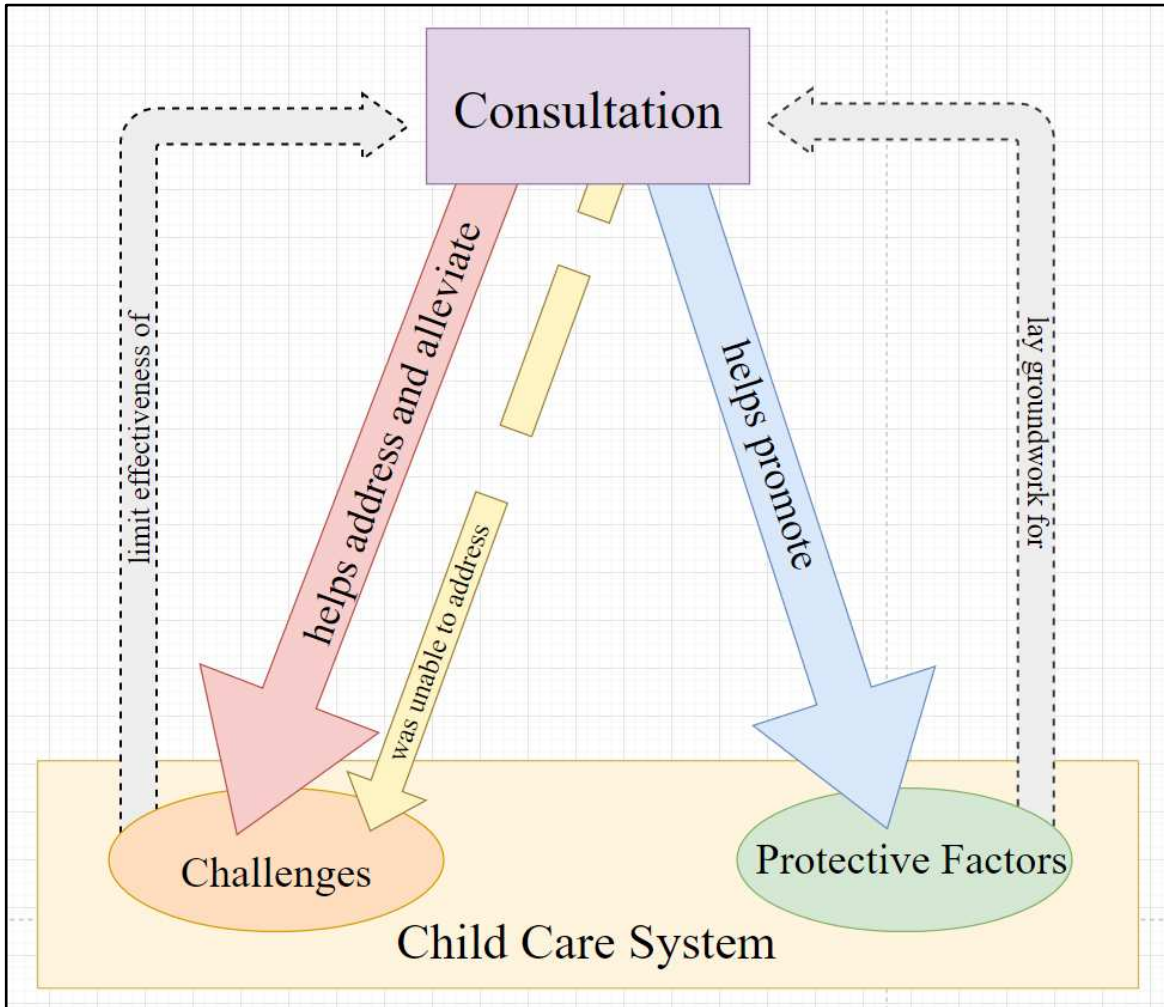 Consultation
limit effectiveness of
helps address and alleviate
was unable to address
helps promote
lay groundwork for
Challenges
Protective Factors
Child Care System